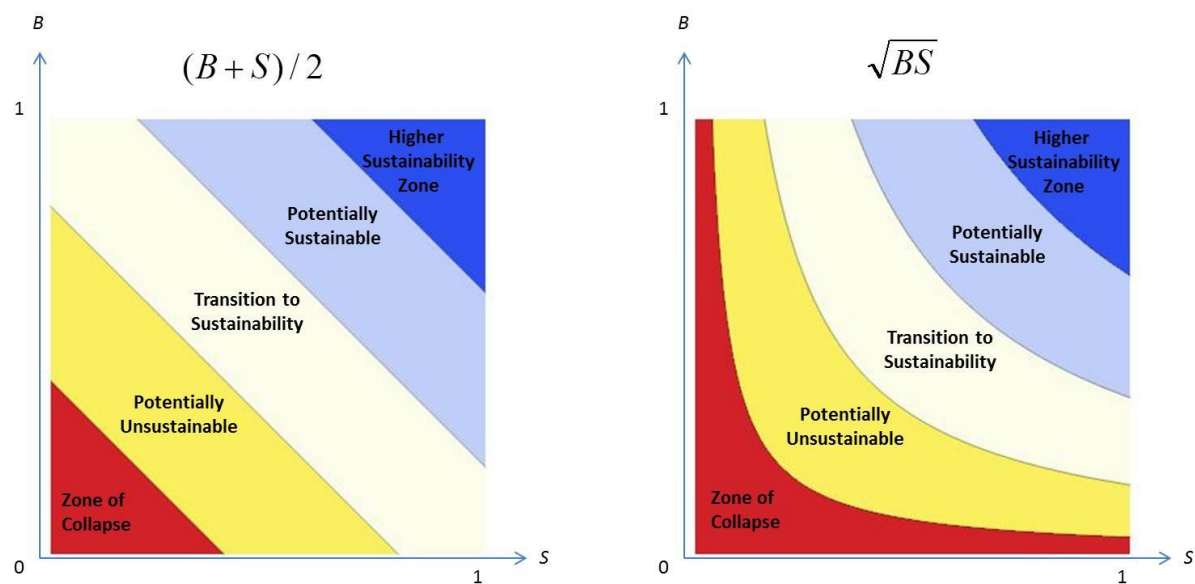 B
(B + S) / 2
1
Higher
Sustainability
Zone
Potentially
Sustainable
Transition to
Sustainability
Potentially
Unsustainable
Zone of
Collapse
0
1
S
B
√BS
1
Higher
Sustainability
Zone
Potentially
Sustainable
Transition to
Sustainability
Potentially
Unsustainable
Zone of
Collapse
0
1
S